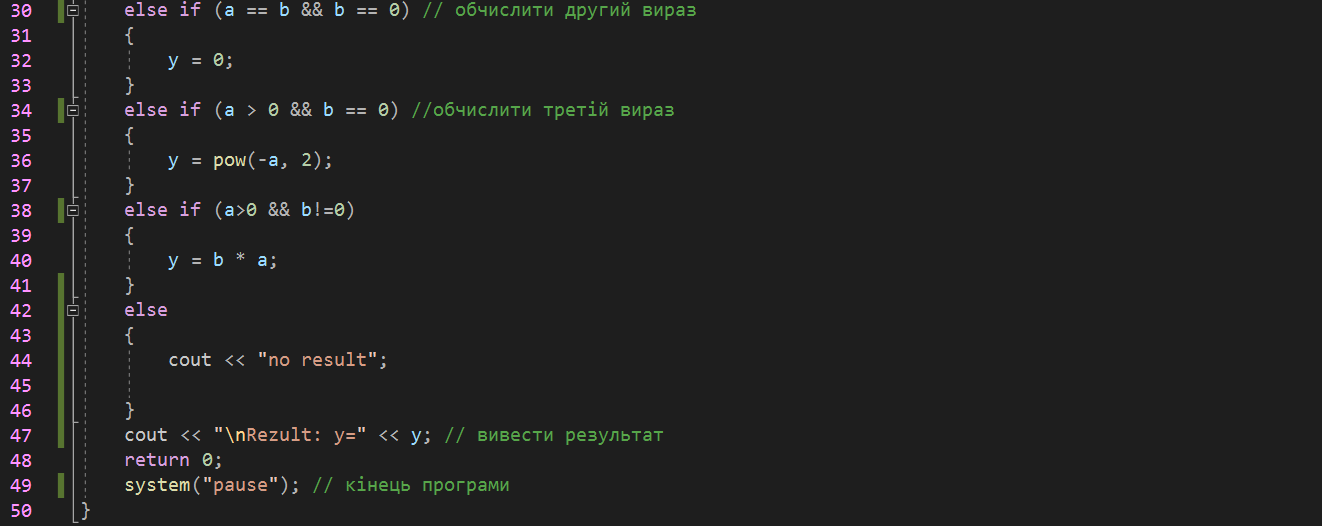 30 else if (a == b && b == 0) // обчислити другий вираз
31 {
32 y = 0;
33 }
34 else if (a > 0 && b == 0) //обчислити третій вираз
35 {
36 y = pow(-a, 2);
37 }
38 else if (a>0 && b!=0)
39 {
40 y = b * a;
41 }
42 else
43 {
44 cout << "no result";
45
46 }
47 cout << "\nRezult: y=" << y; // вивести результат
48 return 0;
49 system("pause"); // кінець програми
50 }